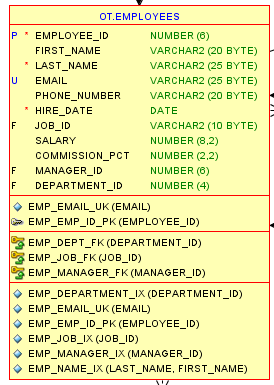 OT.EMPLOYEES
P * EMPLOYEE_ID NUMBER (6)
FIRST_NAME VARCHAR2 (20 BYTE)
* LAST_NAME VARCHAR2 (25 BYTE)
U EMAIL VARCHAR2 (25 BYTE)
PHONE_NUMBER VARCHAR2 (20 BYTE)
* HIRE_DATE DATE
F JOB_ID VARCHAR2 (10 BYTE)
SALARY NUMBER (8,2)
COMMISSION_PCT NUMBER (2,2)
F MANAGER_ID NUMBER (6)
F DEPARTMENT_ID NUMBER (4)
EMP_EMAIL_UK (EMAIL)
EMP_EMP_ID_PK (EMPLOYEE_ID)
EMP_DEPT_FK (DEPARTMENT_ID)
EMP_JOB_FK (JOB_ID)
EMP_MANAGER_FK (MANAGER_ID)
EMP_DEPARTMENT_IX (DEPARTMENT_ID)
EMP_EMAIL_UK (EMAIL)
EMP_EMP_ID_PK (EMPLOYEE_ID)
EMP_JOB_IX (JOB_ID)
EMP_MANAGER_IX (MANAGER_ID)
EMP_NAME_IX (LAST_NAME, FIRST_NAME)